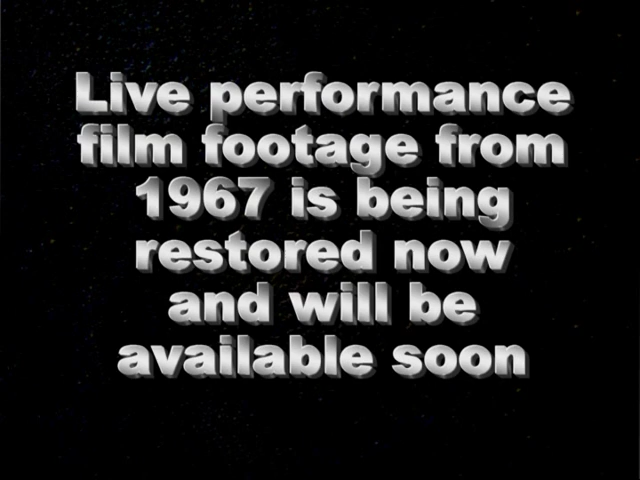 Live performance
film footage from
1967 is being
restored now
and will be
available soon